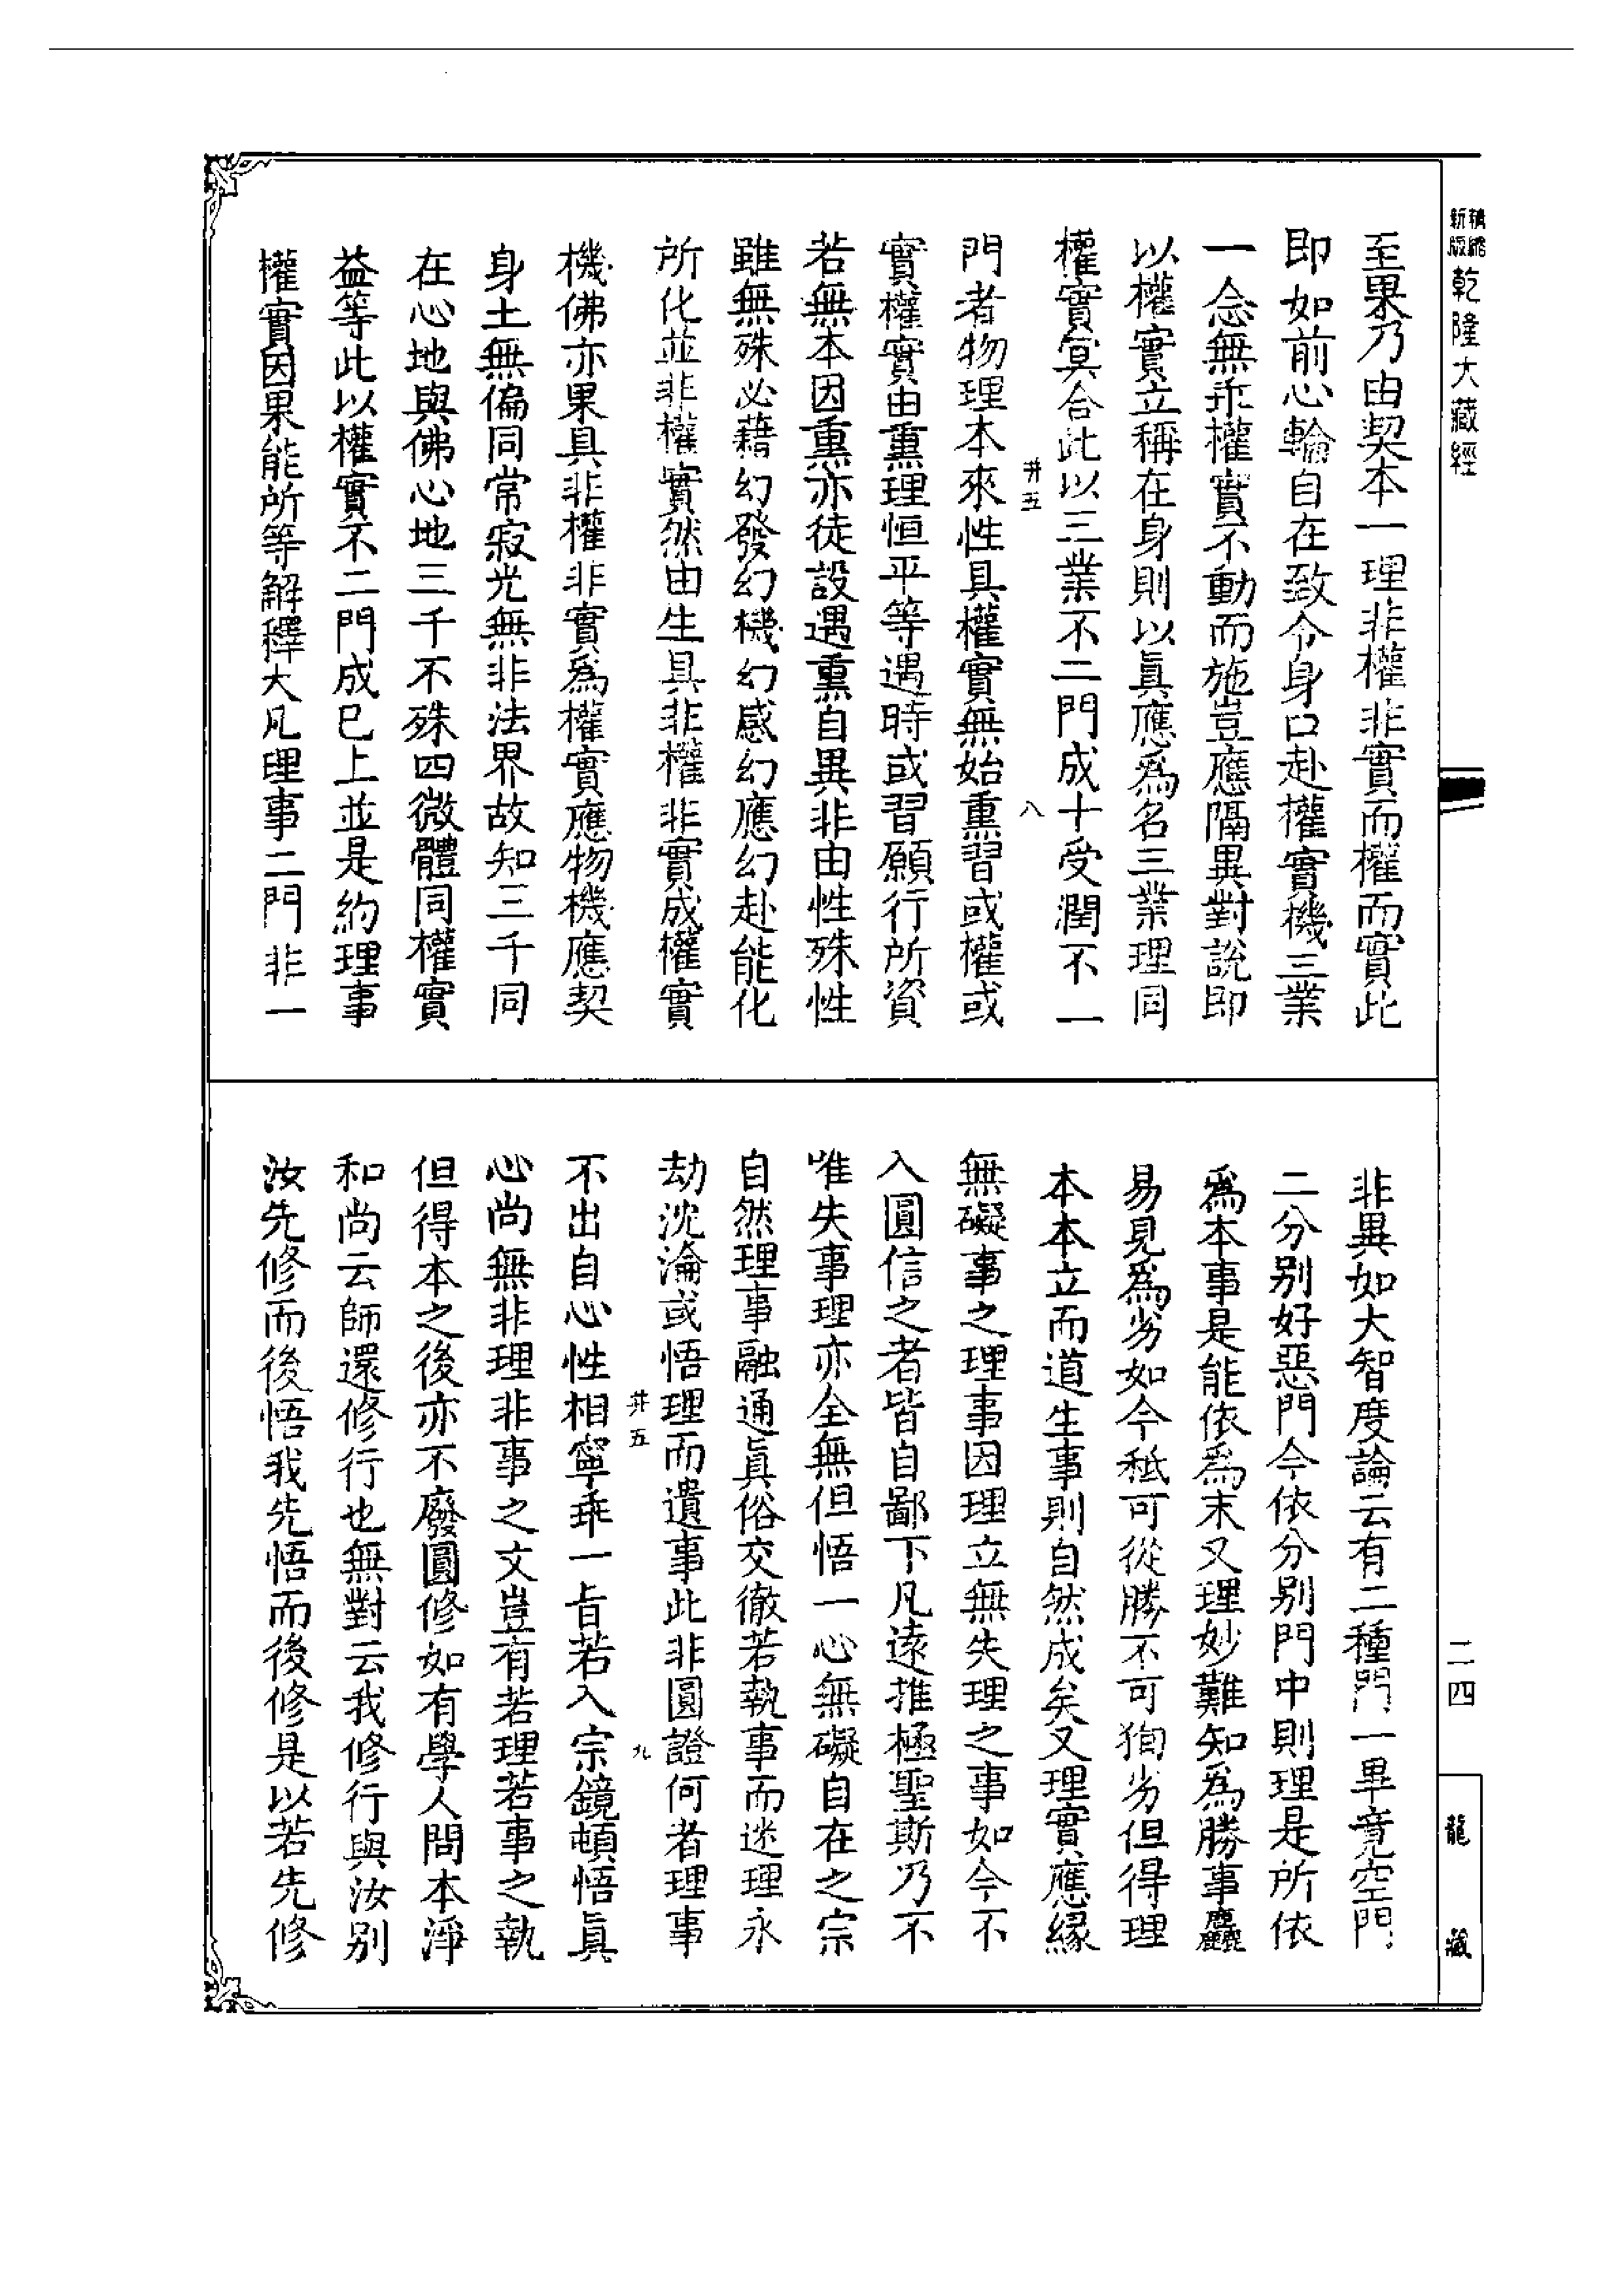 新版精縮
乾隆大藏經
至果乃由契本一理非權非實而權而實此
即如前心輪自在致令身口赴權實機三業
一念無乖權實不動而施豈應隔異對說即
以權實立稱在身則以眞應爲名三業理同
權實冥合此以三業不二門成十受潤不一
井五
八
門者物理本來性具權實無始熏習或權或
實權實由熏理恒平等遇時或習願行所資
若無本因熏亦徒設遇熏自異非由性殊性
雖無殊必藉幻發幻機幻感幻應幻赴能化
所化並非權實然由生具非權非實成權實
機佛亦果具非權非實爲權實應物機應契
身土無偏同常寂光無非法界故知三千同
在心地與佛心地三千不殊四微體同權實
益等此以權實不二門成巳上並是約理事
權實因果能所等解釋大凡理事二門非一
非異如大智度論云有二種門一畢竟空門
二分别好惡門今依分别門中則理是所依
爲本事是能依爲末又理妙難知爲勝事麤
易見爲劣如今秪可從勝不可徇劣但得理
本本立而道生事則自然成矣又理實應緣
無礙事之理事因理立無失理之事如今不
入圓信之者皆自鄙下凡遠推極聖斯乃不
唯失事理亦全無但悟一心無礙自在之宗
自然理事融通眞俗交徹若執事而迷理永
劫沈淪或悟理而遺事此非圓證何者理事
井五
九
不出自心性相寧乖一旨若入宗鏡頓悟眞
心尚無非理非事之文豈有若理若事之執
但得本之後亦不廢圓修如有學人問本淨
和尚云師還修行也無對云我修行與汝别
汝先修而後悟我先悟而後修是以若先修
二四
龍藏